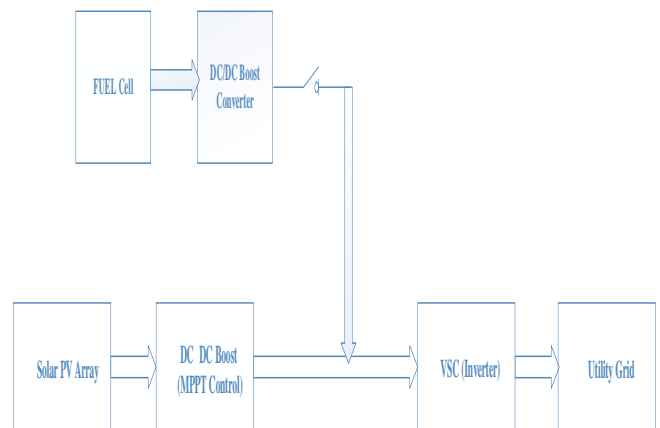 FUEL Cell
DC/DC Boost
Converter
Solar PV Array
DC DC Boost
(MPPT Control)
VSC (Inverter)
Utility Grid